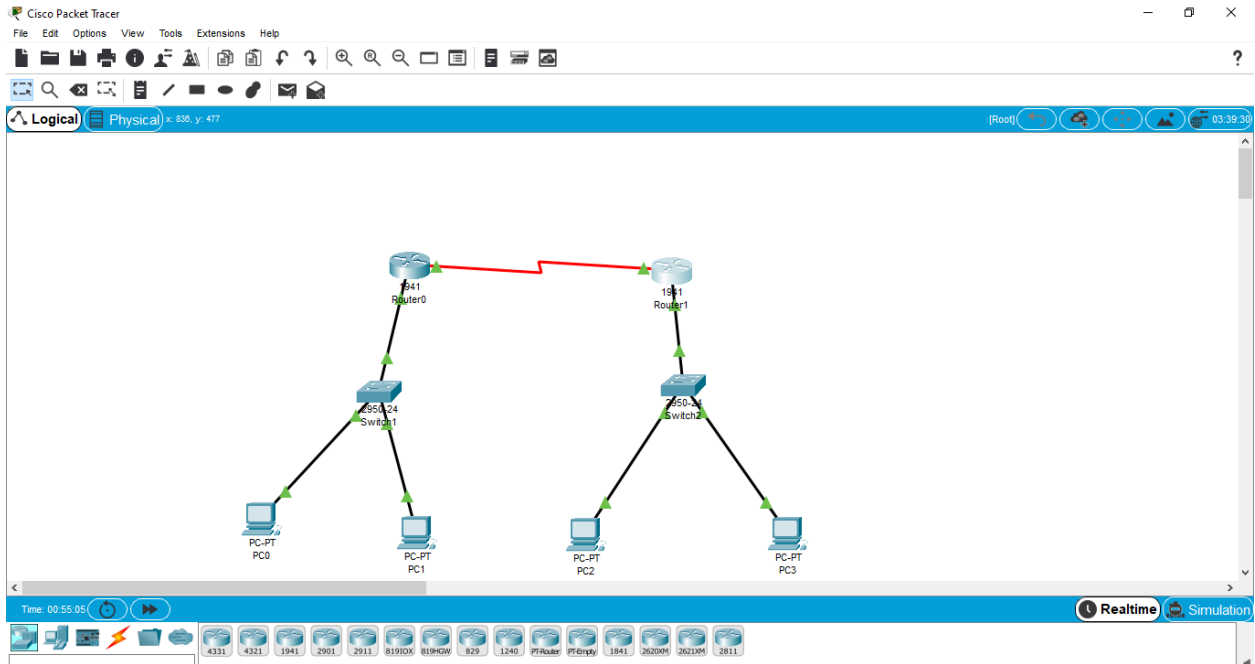 Cisco Packet Tracer
File Edit Options View Tools Extensions Help
?
Logical Physical x: 836, y: 477 [Root] 03:39:30
1941
Router0
1941
Router1
2950-24
Switch1
2950-24
Switch2
PC-PT
PC0
PC-PT
PC1
PC-PT
PC2
PC-PT
PC3
Time: 00:55:05 Realtime Simulation
4331 4321 1941 2901 2911 819IOX 819HGW 829 1240 PT-Router PT-Empty 1841 2620XM 2621XM 2811